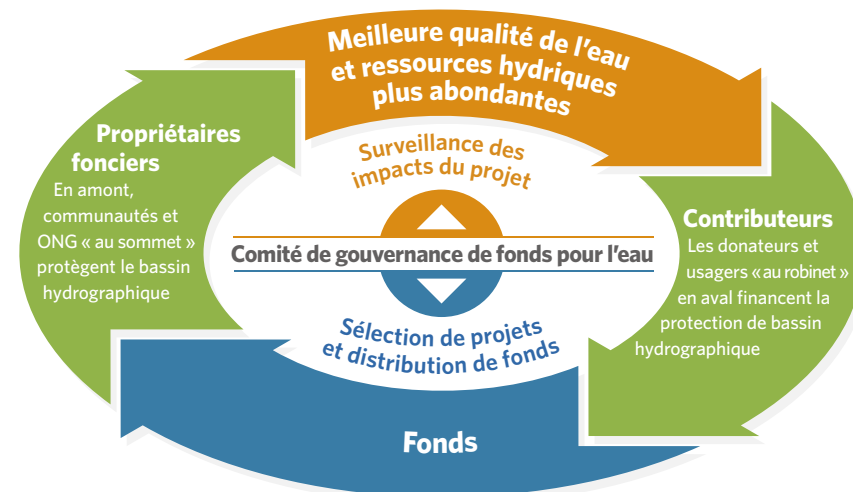 Meilleure qualité de l'eau
et ressources hydriques
plus abondantes
Propriétaires
fonciers
En amont,
communautés et
ONG « au sommet »
protègent le bassin
hydrographique
Surveillance des
impacts du projet
Comité de gouvernance de fonds pour l'eau
Sélection de projets
et distribution de fonds
Contributeurs
Les donateurs et
usagers « au robinet »
en aval financent la
protection de bassin
hydrographique
Fonds